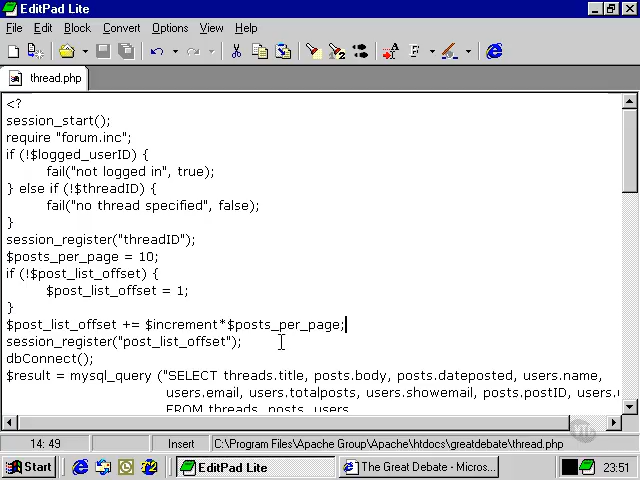 EditPad Lite
File Edit Block Convert Options View Help
thread.php
<?
session_start();
require "forum.inc";
if (!$logged_userID) {
fail("not logged in", true);
} else if (!$threadID) {
fail("no thread specified", false);
}
session_register("threadID");
$posts_per_page = 10;
if (!$post_list_offset) {
$post_list_offset = 1;
}
$post_list_offset += $increment*$posts_per_page;
session_register("post_list_offset");
dbConnect();
$result = mysql_query ("SELECT threads.title, posts.body, posts.dateposted, users.name,
users.email, users.totalposts, users.showemail, posts.postID, users.
FROM threads, posts, users
14: 49 Insert C:\Program Files\Apache Group\Apache\htdocs\greatdebate\thread.php
Start EditPad Lite The Great Debate - Micros... 23:51